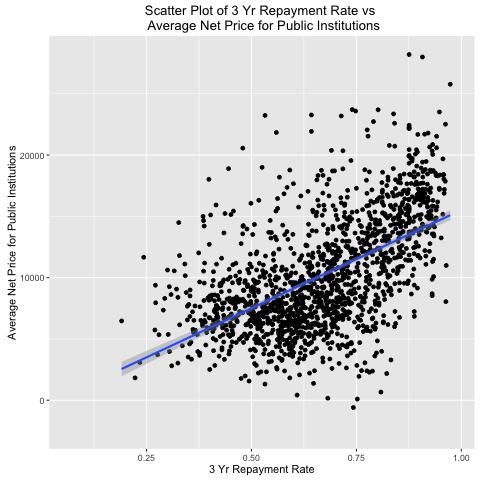 Scatter Plot of 3 Yr Repayment Rate vs
Average Net Price for Public Institutions
Average Net Price for Public Institutions
20000
10000
0
0.25 0.50 0.75 1.00
3 Yr Repayment Rate